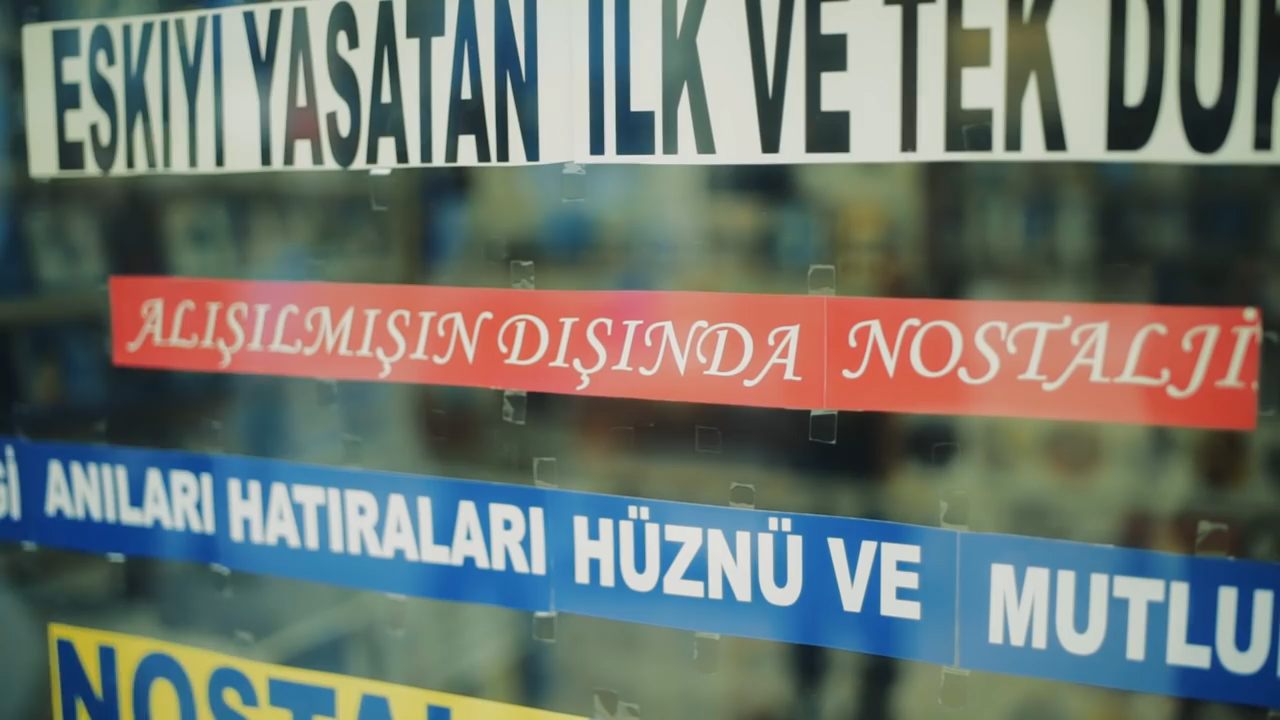 ESKIYI YASATAN ILK VE TEK
ALIŞILMIŞIN DIŞINDA NOSTALJİ.
ANILARI HATIRALARI HÜZNÜ VE